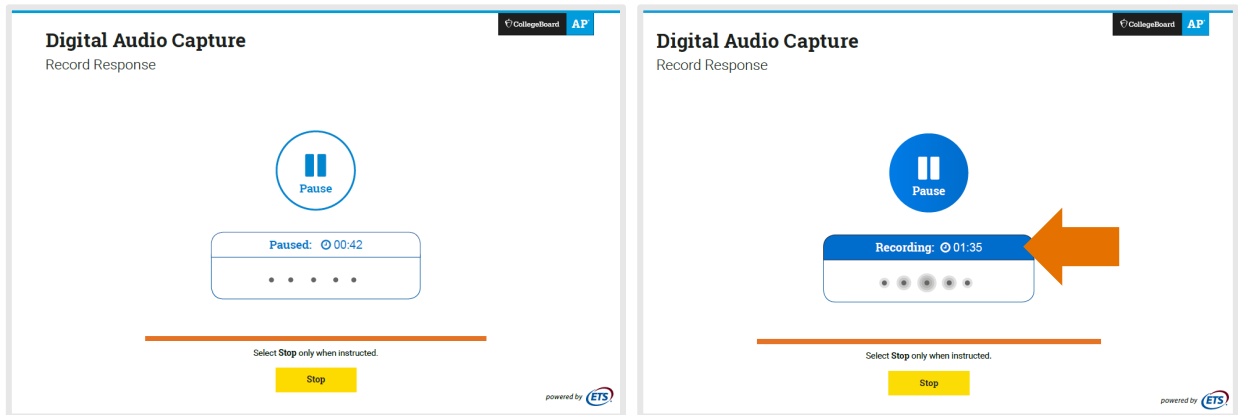 CollegeBoard AP
Digital Audio Capture
Record Response
Pause
Paused: 00:42
Select Stop only when instructed.
Stop
powered by ETS
CollegeBoard AP
Digital Audio Capture
Record Response
Pause
Recording: 01:35
Select Stop only when instructed.
Stop
powered by ETS